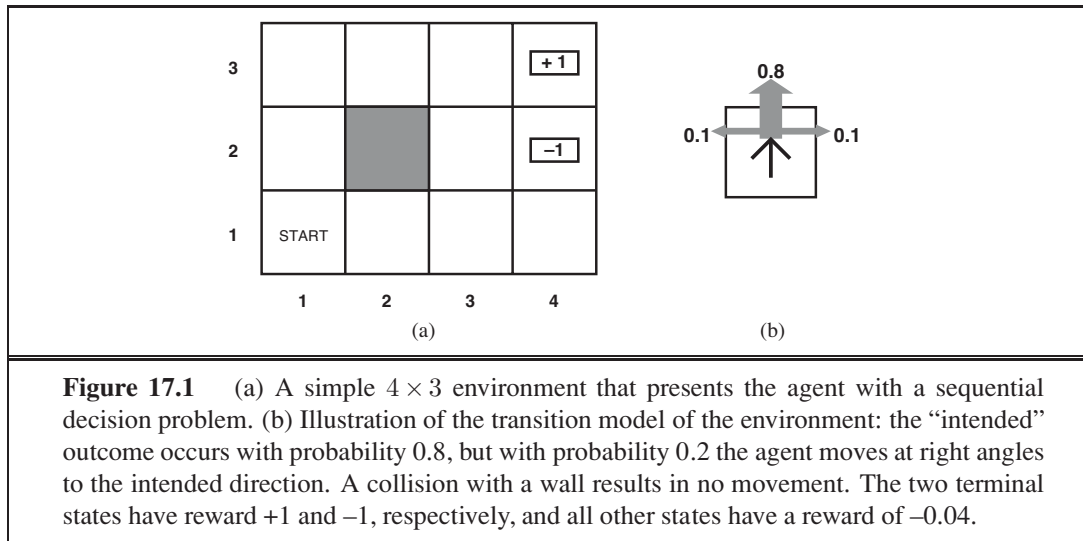 3
+ 1
2
–1
1
START
1 2 3 4
(a)
0.8
0.1
0.1
(b)
Figure 17.1 (a) A simple 4 × 3 environment that presents the agent with a sequential
decision problem. (b) Illustration of the transition model of the environment: the “intended”
outcome occurs with probability 0.8, but with probability 0.2 the agent moves at right angles
to the intended direction. A collision with a wall results in no movement. The two terminal
states have reward +1 and –1, respectively, and all other states have a reward of –0.04.